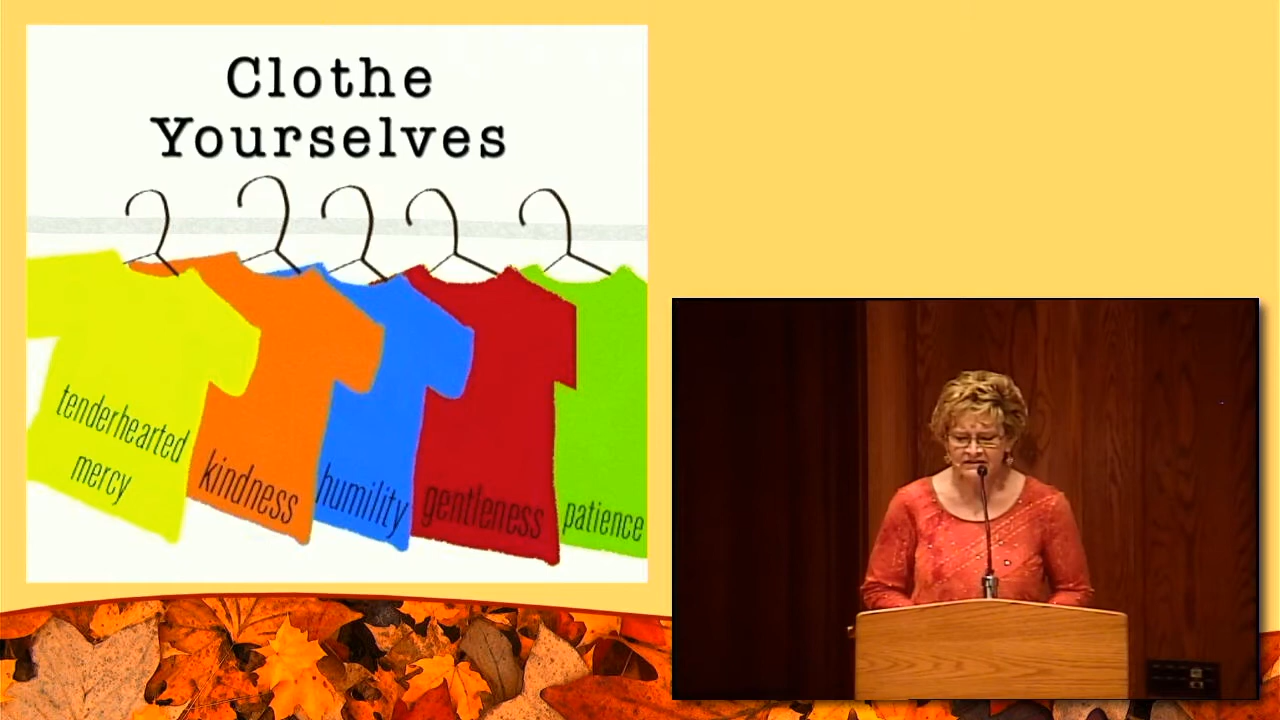 Clothe
Yourselves
tenderhearted
mercy
kindness
humility
gentleness
patience